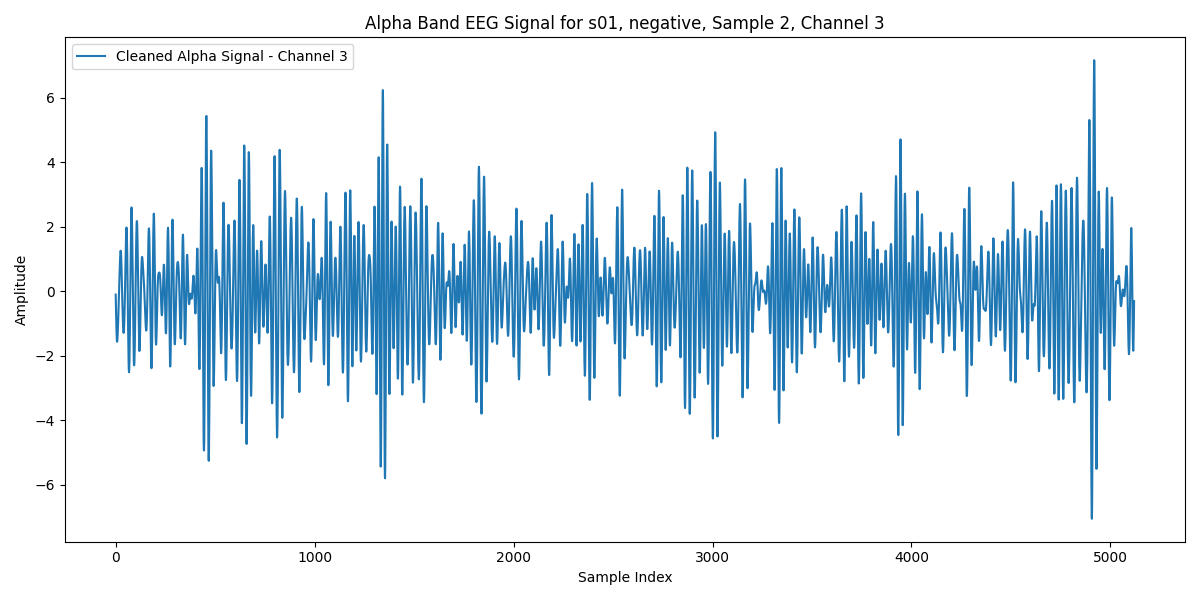 Alpha Band EEG Signal for s01, negative, Sample 2, Channel 3
Cleaned Alpha Signal - Channel 3
Amplitude
6
4
2
0
−2
−4
−6
0 1000 2000 3000 4000 5000
Sample Index